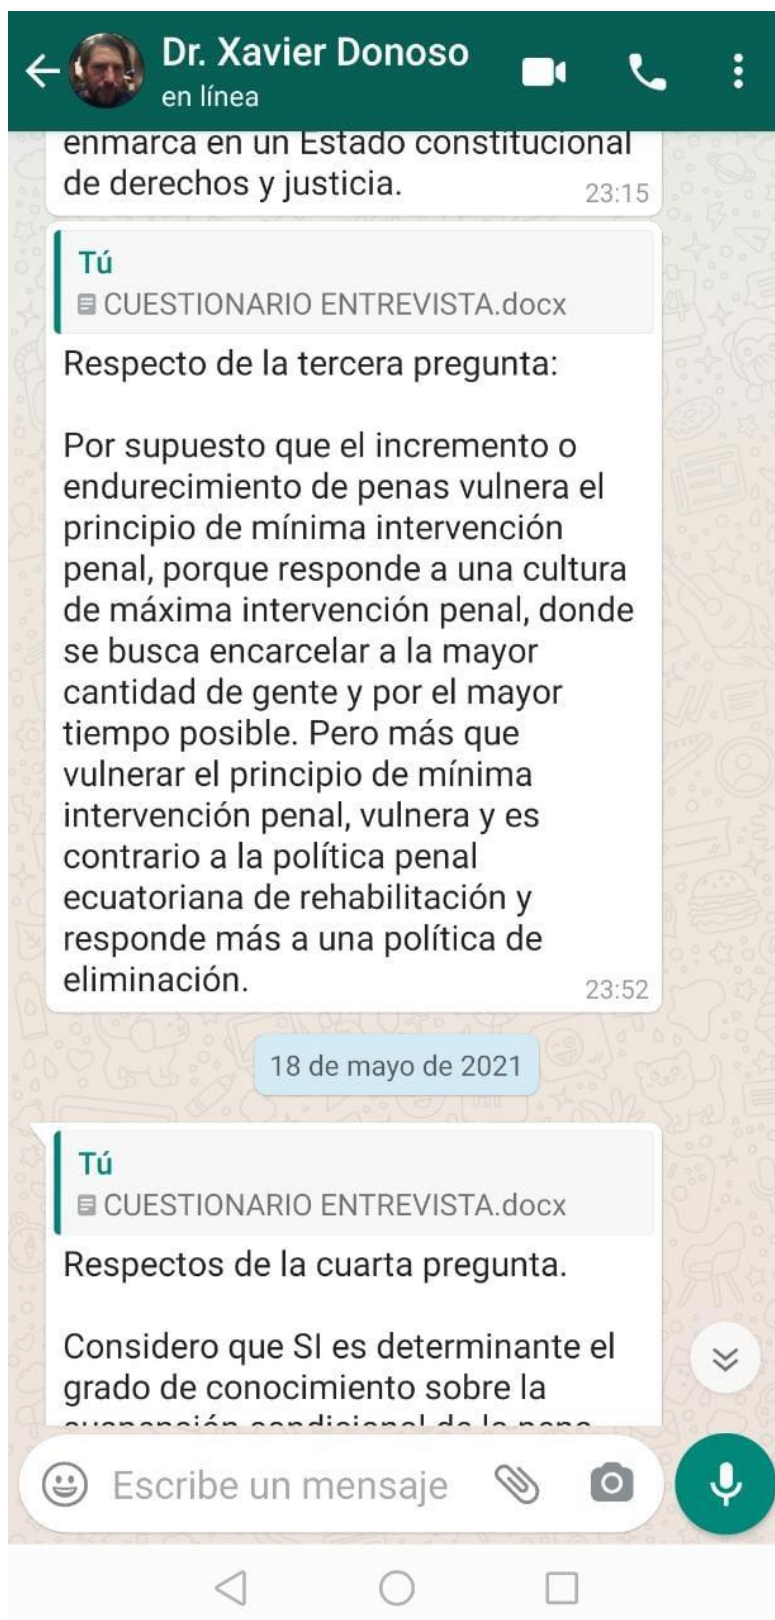 Dr. Xavier Donoso
en línea
enmarca en un Estado constitucional
de derechos y justicia.
23:15
Tú
CUESTIONARIO ENTREVISTA.docx
Respecto de la tercera pregunta:
Por supuesto que el incremento o
endurecimiento de penas vulnera el
principio de mínima intervención
penal, porque responde a una cultura
de máxima intervención penal, donde
se busca encarcelar a la mayor
cantidad de gente y por el mayor
tiempo posible. Pero más que
vulnerar el principio de mínima
intervención penal, vulnera y es
contrario a la política penal
ecuatoriana de rehabilitación y
responde más a una política de
eliminación.
23:52
18 de mayo de 2021
Tú
CUESTIONARIO ENTREVISTA.docx
Respectos de la cuarta pregunta.
Considero que SI es determinante el
grado de conocimiento sobre la
suspensión condicional de la pena
Escribe un mensaje